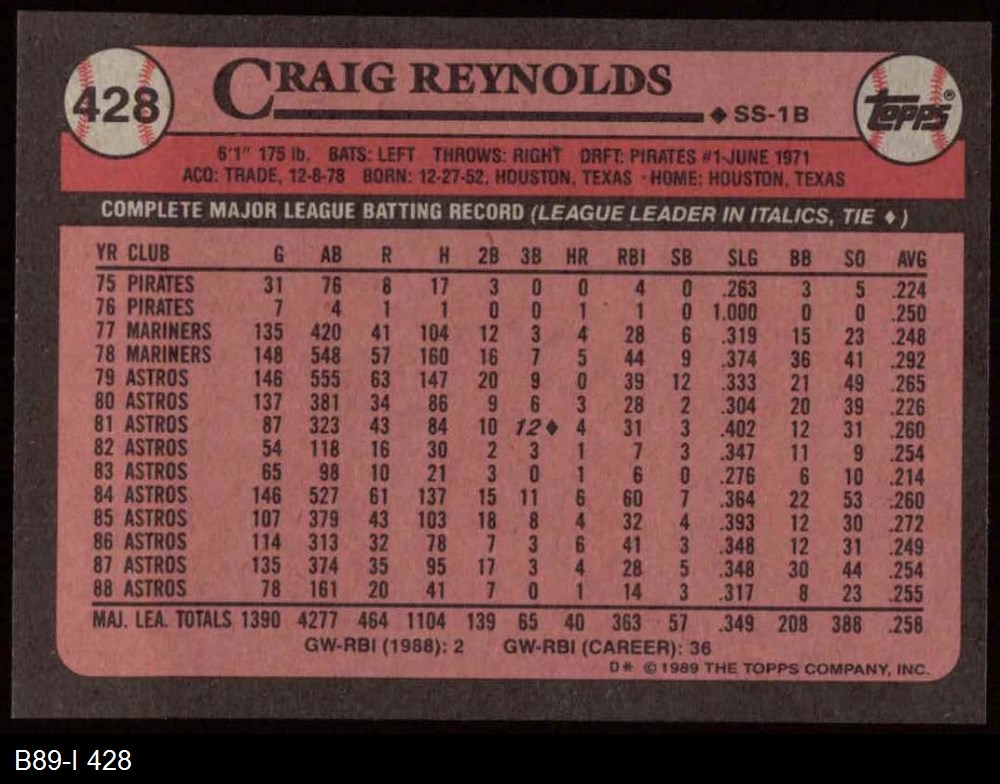 428
CRAIG REYNOLDS
♦ SS-1B
TOPPS®
6'1" 175 lb. BATS: LEFT THROWS: RIGHT DRFT: PIRATES #1-JUNE 1971
ACQ: TRADE, 12-8-78 BORN: 12-27-52, HOUSTON, TEXAS · HOME: HOUSTON, TEXAS
COMPLETE MAJOR LEAGUE BATTING RECORD (LEAGUE LEADER IN ITALICS, TIE ♦)
YR CLUB G AB R H 2B 3B HR RBI SB SLG BB SO AVG
75 PIRATES 31 76 8 17 3 0 0 4 0 .263 3 5 .224
76 PIRATES 7 4 1 1 0 0 1 1 0 1.000 0 0 .250
77 MARINERS 135 420 41 104 12 3 4 28 6 .319 15 23 .248
78 MARINERS 148 548 57 160 16 7 5 44 9 .374 36 41 .292
79 ASTROS 146 555 63 147 20 9 0 39 12 .333 21 49 .265
80 ASTROS 137 381 34 86 9 6 3 28 2 .304 20 39 .226
81 ASTROS 87 323 43 84 10 12♦ 4 31 3 .402 12 31 .260
82 ASTROS 54 118 16 30 2 3 1 7 3 .347 11 9 .254
83 ASTROS 65 98 10 21 3 0 1 6 0 .276 6 10 .214
84 ASTROS 146 527 61 137 15 11 6 60 7 .364 22 53 .260
85 ASTROS 107 379 43 103 18 8 4 32 4 .393 12 30 .272
86 ASTROS 114 313 32 78 7 3 6 41 3 .348 12 31 .249
87 ASTROS 135 374 35 95 17 3 4 28 5 .348 30 44 .254
88 ASTROS 78 161 20 41 7 0 1 14 3 .317 8 23 .255
MAJ. LEA. TOTALS 1390 4277 464 1104 139 65 40 363 57 .349 208 388 .258
GW-RBI (1988): 2 GW-RBI (CAREER): 36
D* © 1989 THE TOPPS COMPANY, INC.
B89-I 428